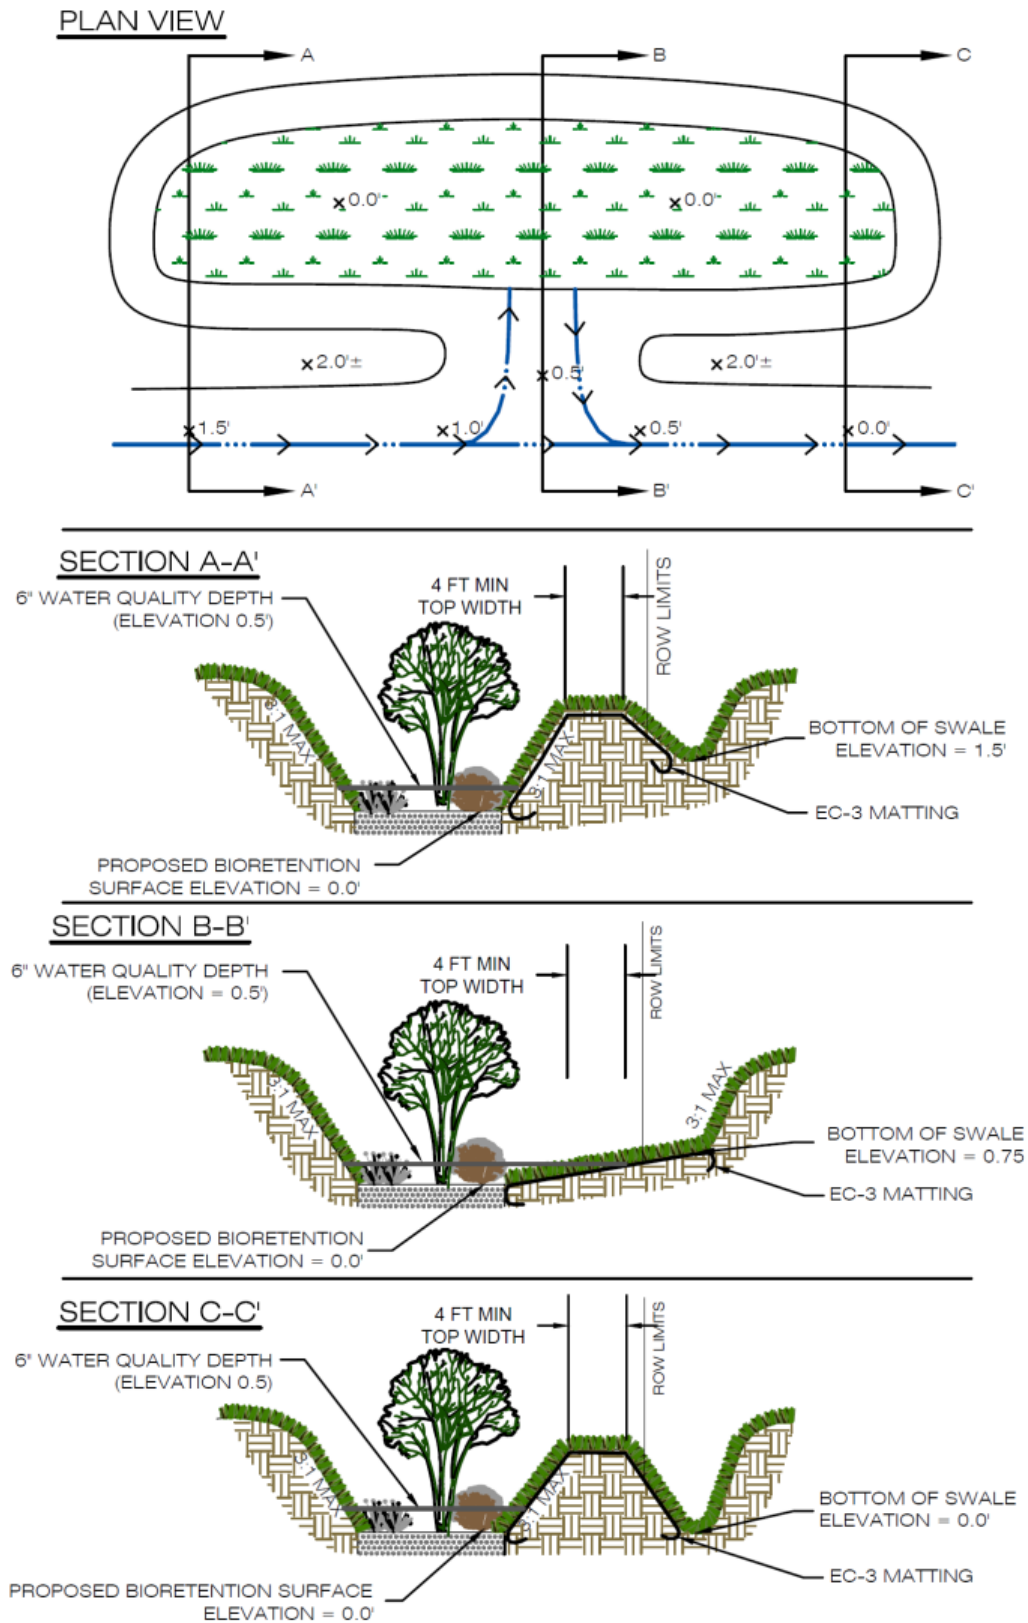 PLAN VIEW
A
B
C
0.0'
0.0'
2.0'±
0.5'
2.0'±
1.5'
1.0'
0.5'
0.0'
A'
B'
C'
SECTION A-A'
6" WATER QUALITY DEPTH
(ELEVATION 0.5')
4 FT MIN
TOP WIDTH
ROW LIMITS
3:1 MAX
3:1 MAX
BOTTOM OF SWALE
ELEVATION = 1.5'
EC-3 MATTING
PROPOSED BIORETENTION
SURFACE ELEVATION = 0.0'
SECTION B-B'
6" WATER QUALITY DEPTH
(ELEVATION = 0.5')
4 FT MIN
TOP WIDTH
ROW LIMITS
3:1 MAX
3:1 MAX
BOTTOM OF SWALE
ELEVATION = 0.75
EC-3 MATTING
PROPOSED BIORETENTION
SURFACE ELEVATION = 0.0'
SECTION C-C'
6" WATER QUALITY DEPTH
(ELEVATION 0.5)
4 FT MIN
TOP WIDTH
ROW LIMITS
3:1 MAX
3:1 MAX
BOTTOM OF SWALE
ELEVATION = 0.0'
EC-3 MATTING
PROPOSED BIORETENTION SURFACE
ELEVATION = 0.0'